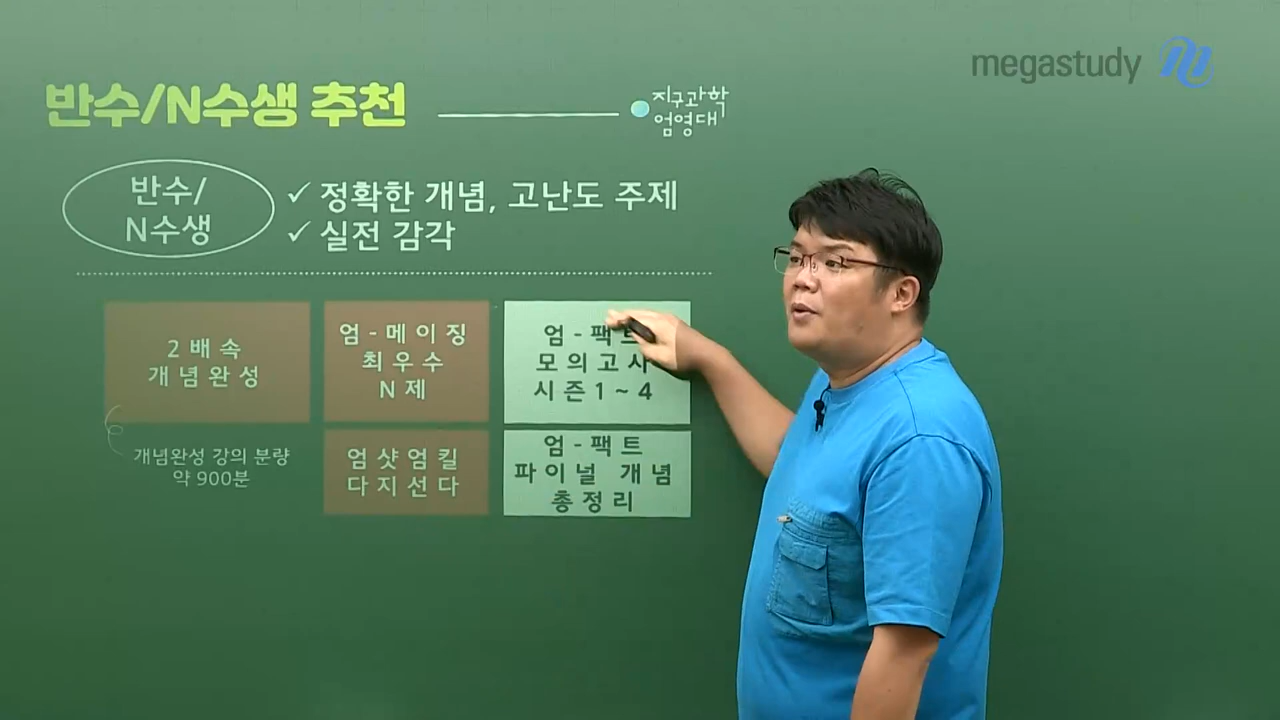 megastudy
반수/N수생 추천
지구과학
엄영대
반수/
N수생
✓ 정확한 개념, 고난도 주제
✓ 실전 감각
2배속
개념완성
개념완성 강의 분량
약 900분
엄-메이징
최우수
N제
엄샷엄킬
다지선다
엄-팩
모의고사
시즌1~4
엄-팩트
파이널 개념
총정리